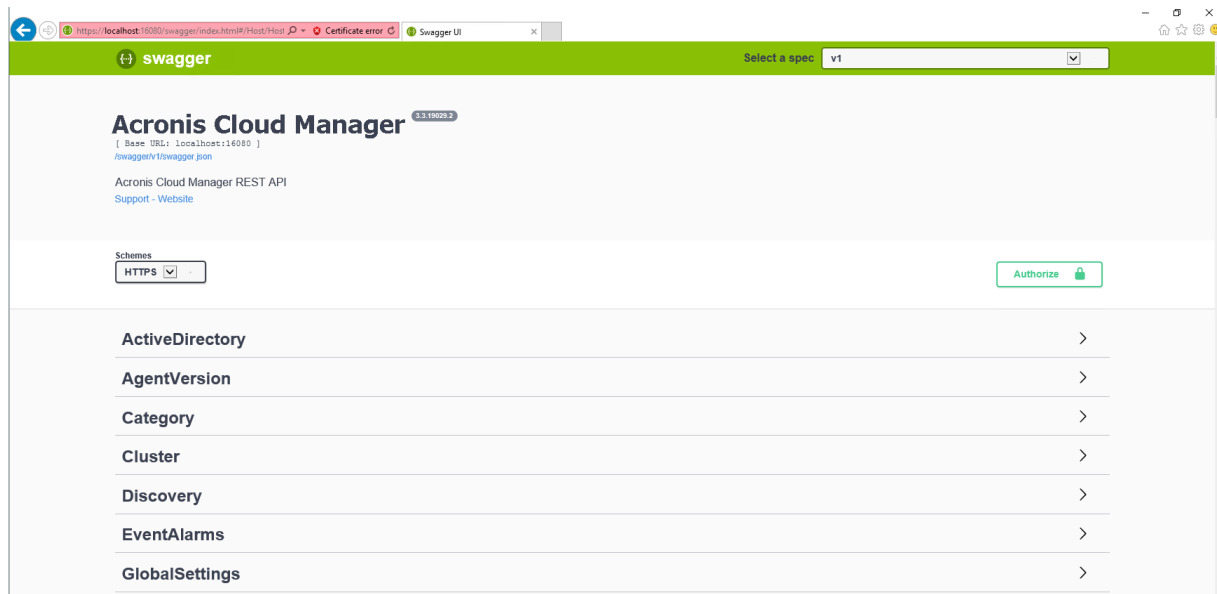 https://localhost:16080/swagger/index.html#/Host/Host
Certificate error
Swagger UI
swagger
Select a spec
v1
Acronis Cloud Manager 3.3.19029.2
[ Base URL: localhost:16080 ]
/swagger/v1/swagger.json
Acronis Cloud Manager REST API
Support - Website
Schemes
HTTPS
Authorize
ActiveDirectory
AgentVersion
Category
Cluster
Discovery
EventAlarms
GlobalSettings